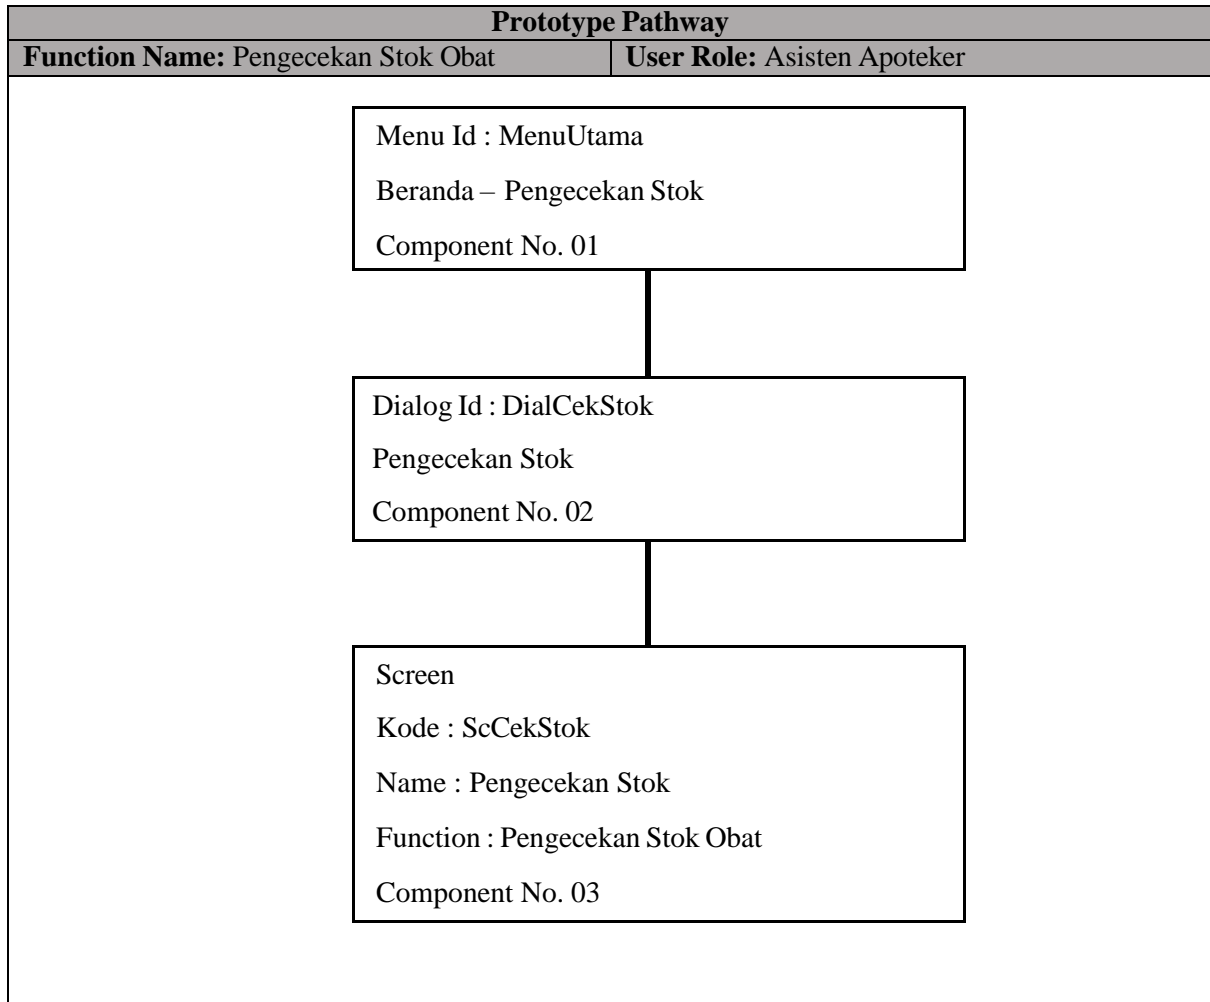 Prototype Pathway
Function Name: Pengecekan Stok Obat
User Role: Asisten Apoteker
Menu Id : MenuUtama
Beranda – Pengecekan Stok
Component No. 01
Dialog Id : DialCekStok
Pengecekan Stok
Component No. 02
Screen
Kode : ScCekStok
Name : Pengecekan Stok
Function : Pengecekan Stok Obat
Component No. 03